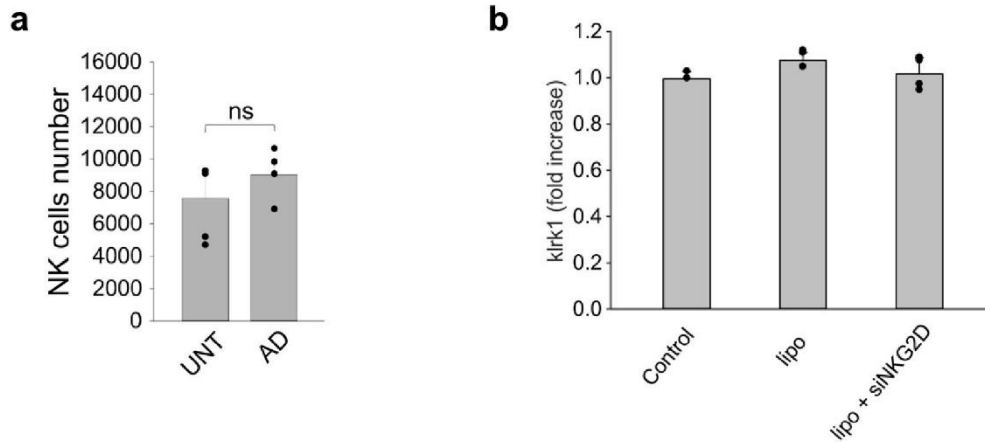 a
NK cells number
16000
14000
12000
10000
8000
6000
4000
2000
0
ns
UNT
AD
b
klrk1 (fold increase)
1.2
1.0
0.8
0.6
0.4
0.2
0.0
Control
lipo
lipo + siNKG2D